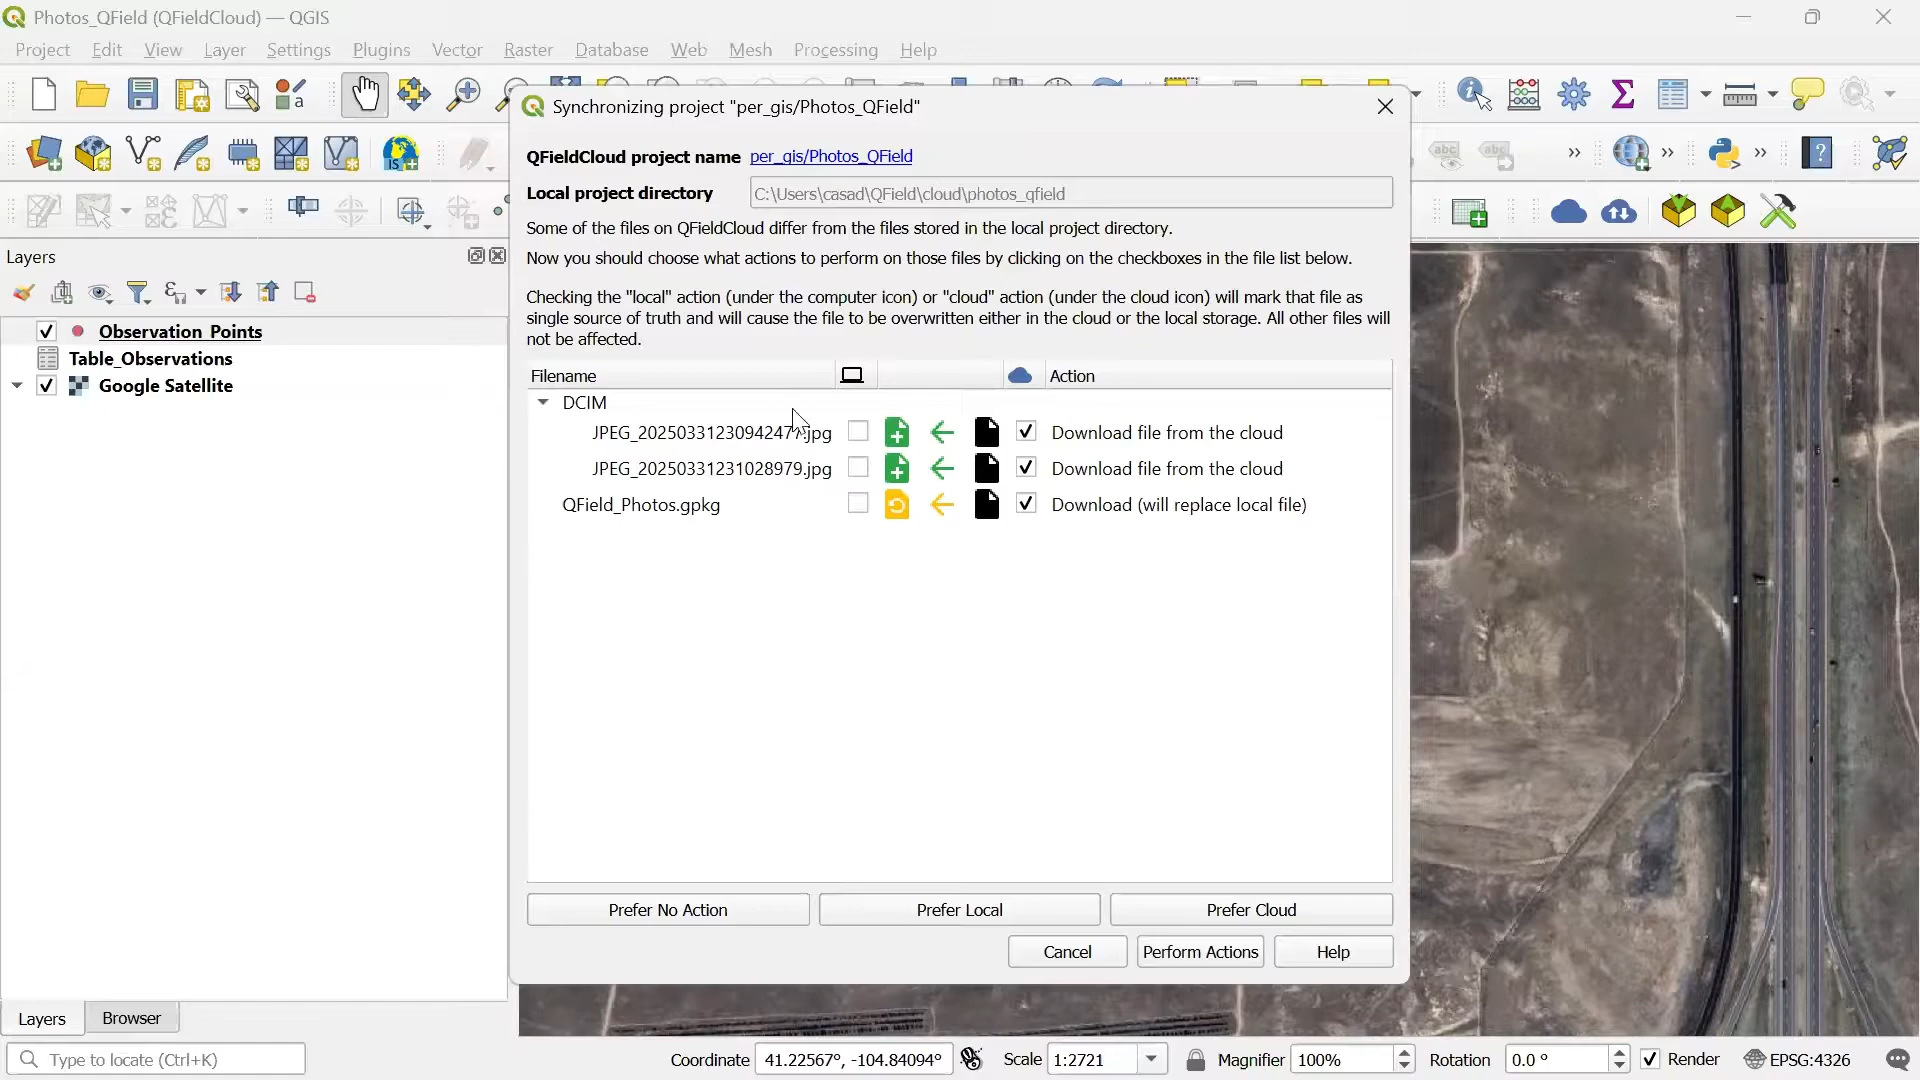 Photos_QField (QFieldCloud) — QGIS
Project Edit View Layer Settings Plugins Vector Raster Database Web Mesh Processing Help
Synchronizing project "per_gis/Photos_QField"
QFieldCloud project name per_gis/Photos_QField
Local project directory C:\Users\casad\QField\cloud\photos_qfield
Some of the files on QFieldCloud differ from the files stored in the local project directory.
Now you should choose what actions to perform on those files by clicking on the checkboxes in the file list below.
Checking the "local" action (under the computer icon) or "cloud" action (under the cloud icon) will mark that file as
single source of truth and will cause the file to be overwritten either in the cloud or the local storage. All other files will
not be affected.
Layers
Observation Points
Table_Observations
Google Satellite
Filename Action
DCIM
Download file from the cloud
JPEG_20250331231028979.jpg Download file from the cloud
QField_Photos.gpkg Download (will replace local file)
Prefer No Action Prefer Local Prefer Cloud
Cancel Perform Actions Help
Layers Browser
Type to locate (Ctrl+K) Coordinate 41.22567°, -104.84094° Scale 1:2721 Magnifier 100% Rotation 0.0 ° Render EPSG:4326